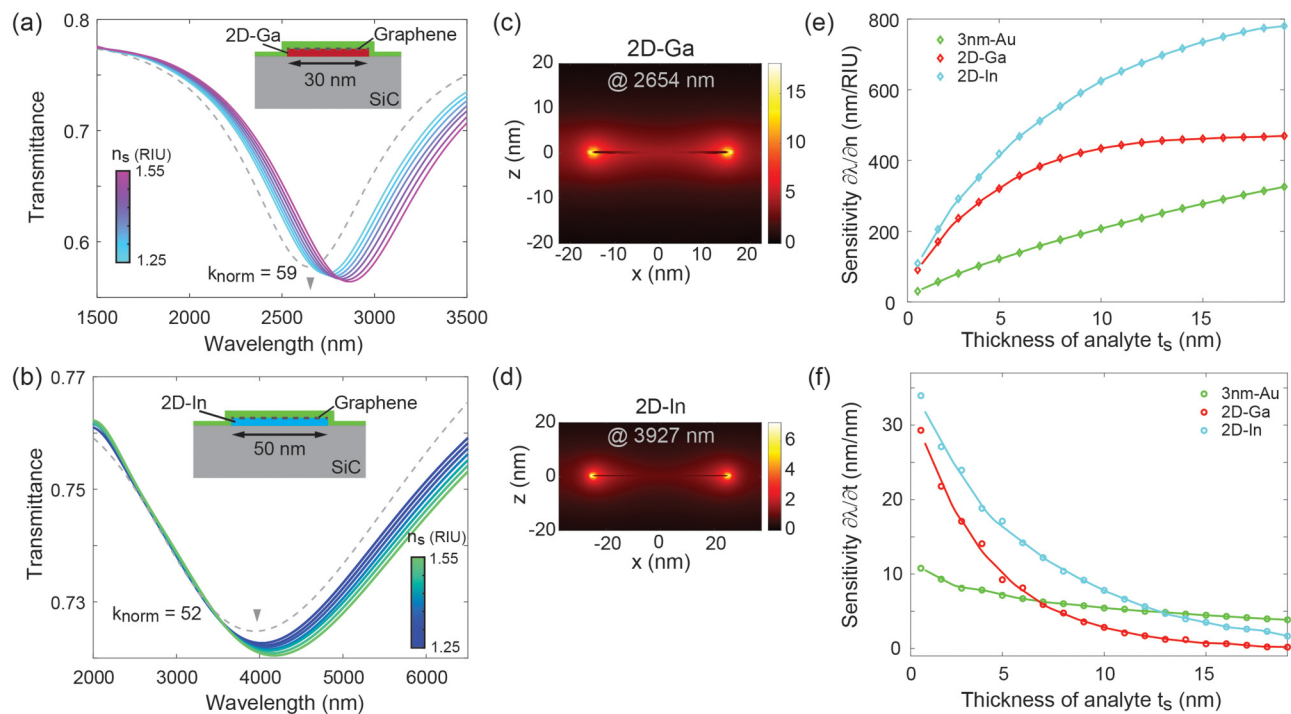 (a)
0.8
0.7
0.6
Transmittance
2D-Ga
Graphene
30 nm
SiC
n_s (RIU)
1.55
1.25
k_norm = 59
1500
2000
2500
3000
3500
Wavelength (nm)
(b)
0.77
0.75
0.73
Transmittance
2D-In
Graphene
50 nm
SiC
n_s (RIU)
1.55
1.25
k_norm = 52
2000
3000
4000
5000
6000
Wavelength (nm)
(c)
2D-Ga
@ 2654 nm
20
10
0
-10
-20
z (nm)
-20
-10
0
10
20
x (nm)
15
10
5
0
(d)
2D-In
@ 3927 nm
20
0
-20
z (nm)
-20
0
20
x (nm)
6
4
2
0
(e)
800
600
400
200
0
Sensitivity ∂λ/∂n (nm/RIU)
3nm-Au
2D-Ga
2D-In
0
5
10
15
Thickness of analyte t_s (nm)
(f)
30
20
10
0
Sensitivity ∂λ/∂t (nm/nm)
3nm-Au
2D-Ga
2D-In
0
5
10
15
Thickness of analyte t_s (nm)